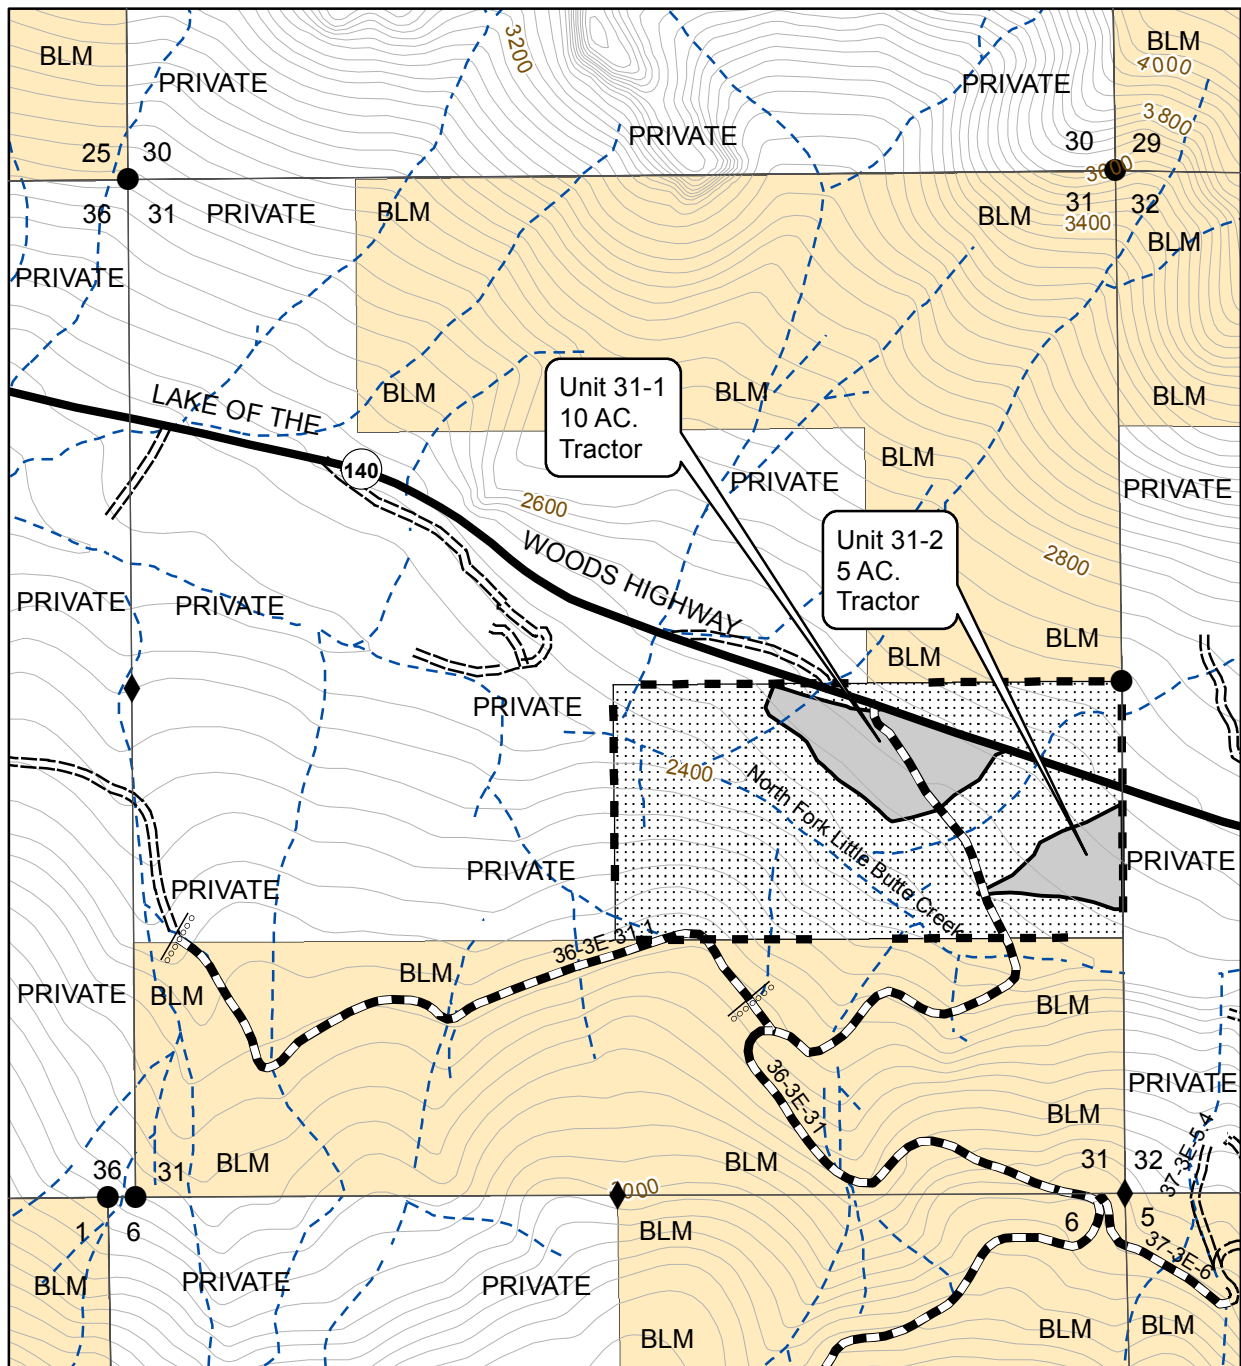 3200
BLM
BLM
4000
PRIVATE
PRIVATE
3800
PRIVATE
25
30
30
29
3600
36
31
PRIVATE
BLM
31
32
BLM
3400
BLM
PRIVATE
Unit 31-1
10 AC.
Tractor
BLM
BLM
BLM
LAKE OF THE
140
BLM
PRIVATE
PRIVATE
2600
Unit 31-2
5 AC.
Tractor
WOODS HIGHWAY
2800
PRIVATE
PRIVATE
BLM
BLM
PRIVATE
2400
North Fork Little Butte Creek
PRIVATE
PRIVATE
PRIVATE
36-3E-31.1
BLM
PRIVATE
BLM
BLM
36-3E-31
PRIVATE
BLM
37-3E-5.4
36
31
BLM
BLM
31
32
3000
1
6
BLM
6
5
37-3E-6
BLM
PRIVATE
PRIVATE
BLM
BLM
BLM